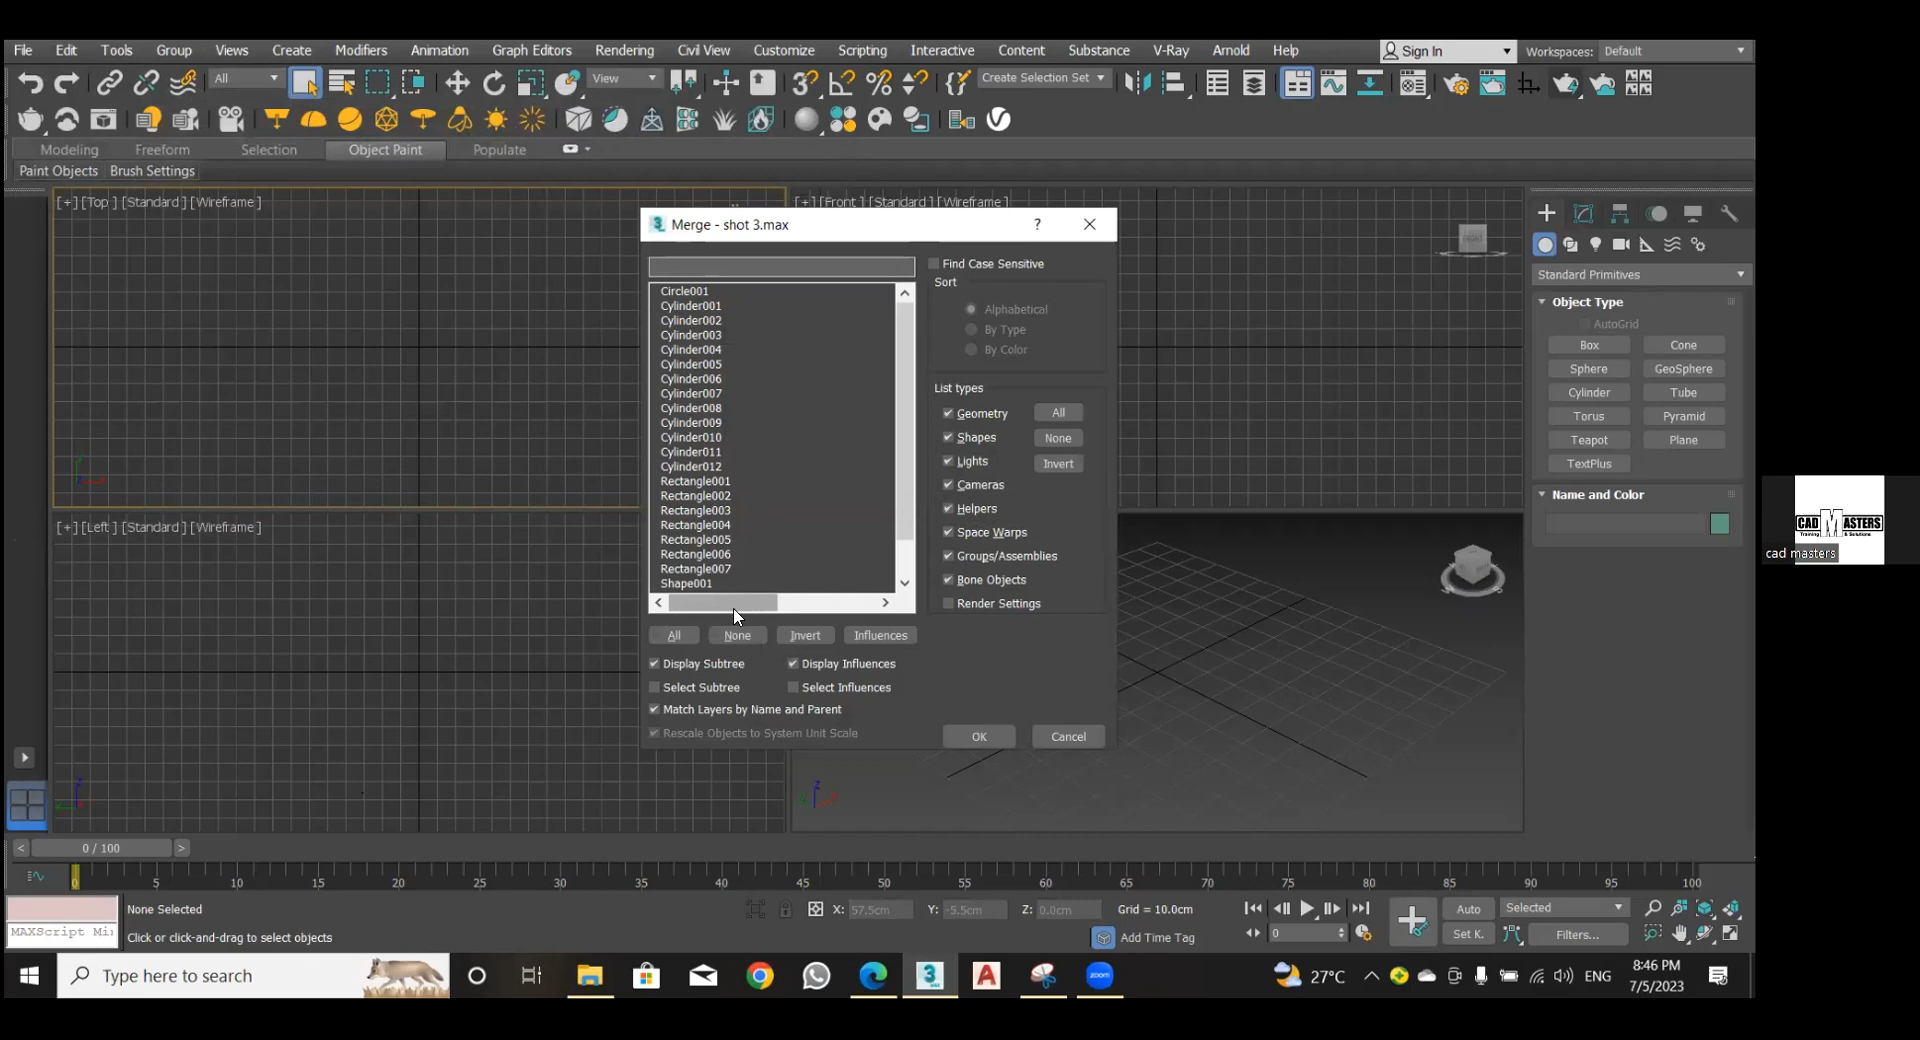 File Edit Tools Group Views Create Modifiers Animation Graph Editors Rendering Civil View Customize Scripting Interactive Content Substance V-Ray Arnold Help Sign In Workspaces: Default
All View Create Selection Set
Modeling Freeform Selection Object Paint Populate
Paint Objects Brush Settings
[+] [Top ] [Standard ] [Wireframe ]
[+] [Front ] [Standard ] [Wireframe ]
Merge - shot 3.max
?
Find Case Sensitive
Sort
Alphabetical
By Type
By Color
Circle001
Cylinder001
Cylinder002
Cylinder003
Cylinder004
Cylinder005
Cylinder006
Cylinder007
Cylinder008
Cylinder009
Cylinder010
Cylinder011
Cylinder012
Rectangle001
Rectangle002
Rectangle003
Rectangle004
Rectangle005
Rectangle006
Rectangle007
Shape001
List types
Geometry All
Shapes None
Lights Invert
Cameras
Helpers
Space Warps
Groups/Assemblies
Bone Objects
Render Settings
All None Invert Influences
Display Subtree Display Influences
Select Subtree Select Influences
Match Layers by Name and Parent
Rescale Objects to System Unit Scale
OK Cancel
FRONT
Standard Primitives
Object Type
AutoGrid
Box Cone
Sphere GeoSphere
Cylinder Tube
Torus Pyramid
Teapot Plane
TextPlus
Name and Color
[+] [Left ] [Standard ] [Wireframe ]
CAD MASTERS
Training & Solutions
cad masters
0 / 100
0 5 10 15 20 25 30 35 40 45 50 55 60 65 70 75 80 85 90 95 100
None Selected X: 57.5cm Y: -5.5cm Z: 0.0cm Grid = 10.0cm Auto Selected
MAXScript Mi
Click or click-and-drag to select objects Add Time Tag 0 Set K. Filters...
Type here to search 27°C ENG 8:46 PM
7/5/2023